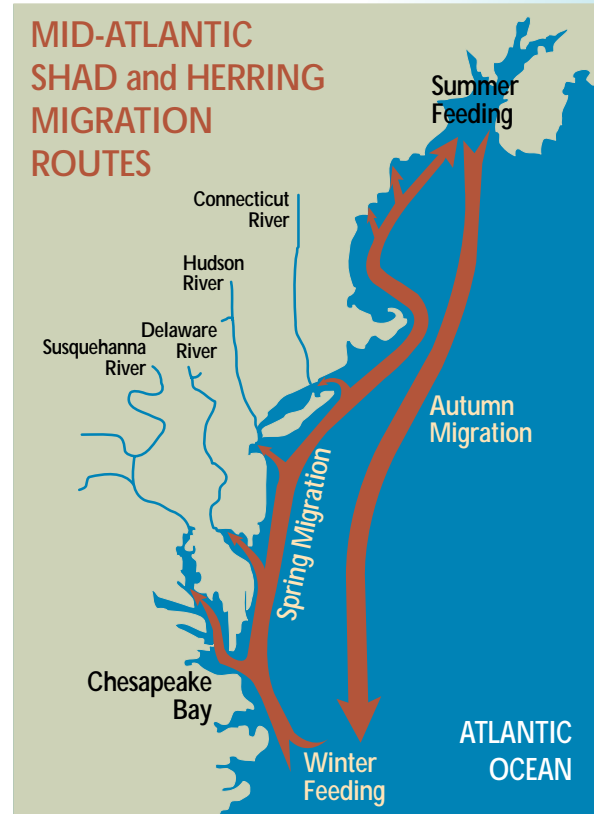 MID-ATLANTIC
SHAD and HERRING
MIGRATION
ROUTES
Summer
Feeding
Connecticut
River
Hudson
River
Delaware
River
Susquehanna
River
Autumn
Migration
Spring Migration
Chesapeake
Bay
Winter
Feeding
ATLANTIC
OCEAN